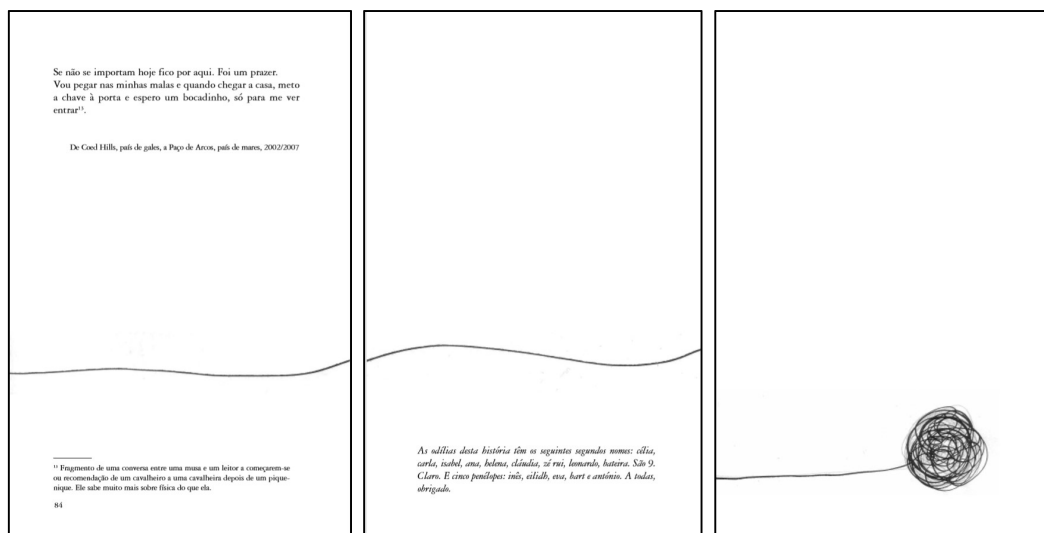 Se não se importam hoje fico por aqui. Foi um prazer.
Vou pegar nas minhas malas e quando chegar a casa, meto
a chave à porta e espero um bocadinho, só para me ver
entrar¹³.
De Coed Hills, país de gales, a Paço de Arcos, país de mares, 2002/2007
¹³ Fragmento de uma conversa entre uma musa e um leitor a começarem-se
ou recomendação de um cavalheiro a uma cavalheira depois de um pique-
nique. Ele sabe muito mais sobre física do que ela.
84
As odílias desta história têm os seguintes segundos nomes: célia,
carla, isabel, ana, helena, cláudia, zé rui, leonardo, bateira. São 9.
Claro. E cinco penélopes: inês, eilidh, eva, bart e antónio. A todas,
obrigado.